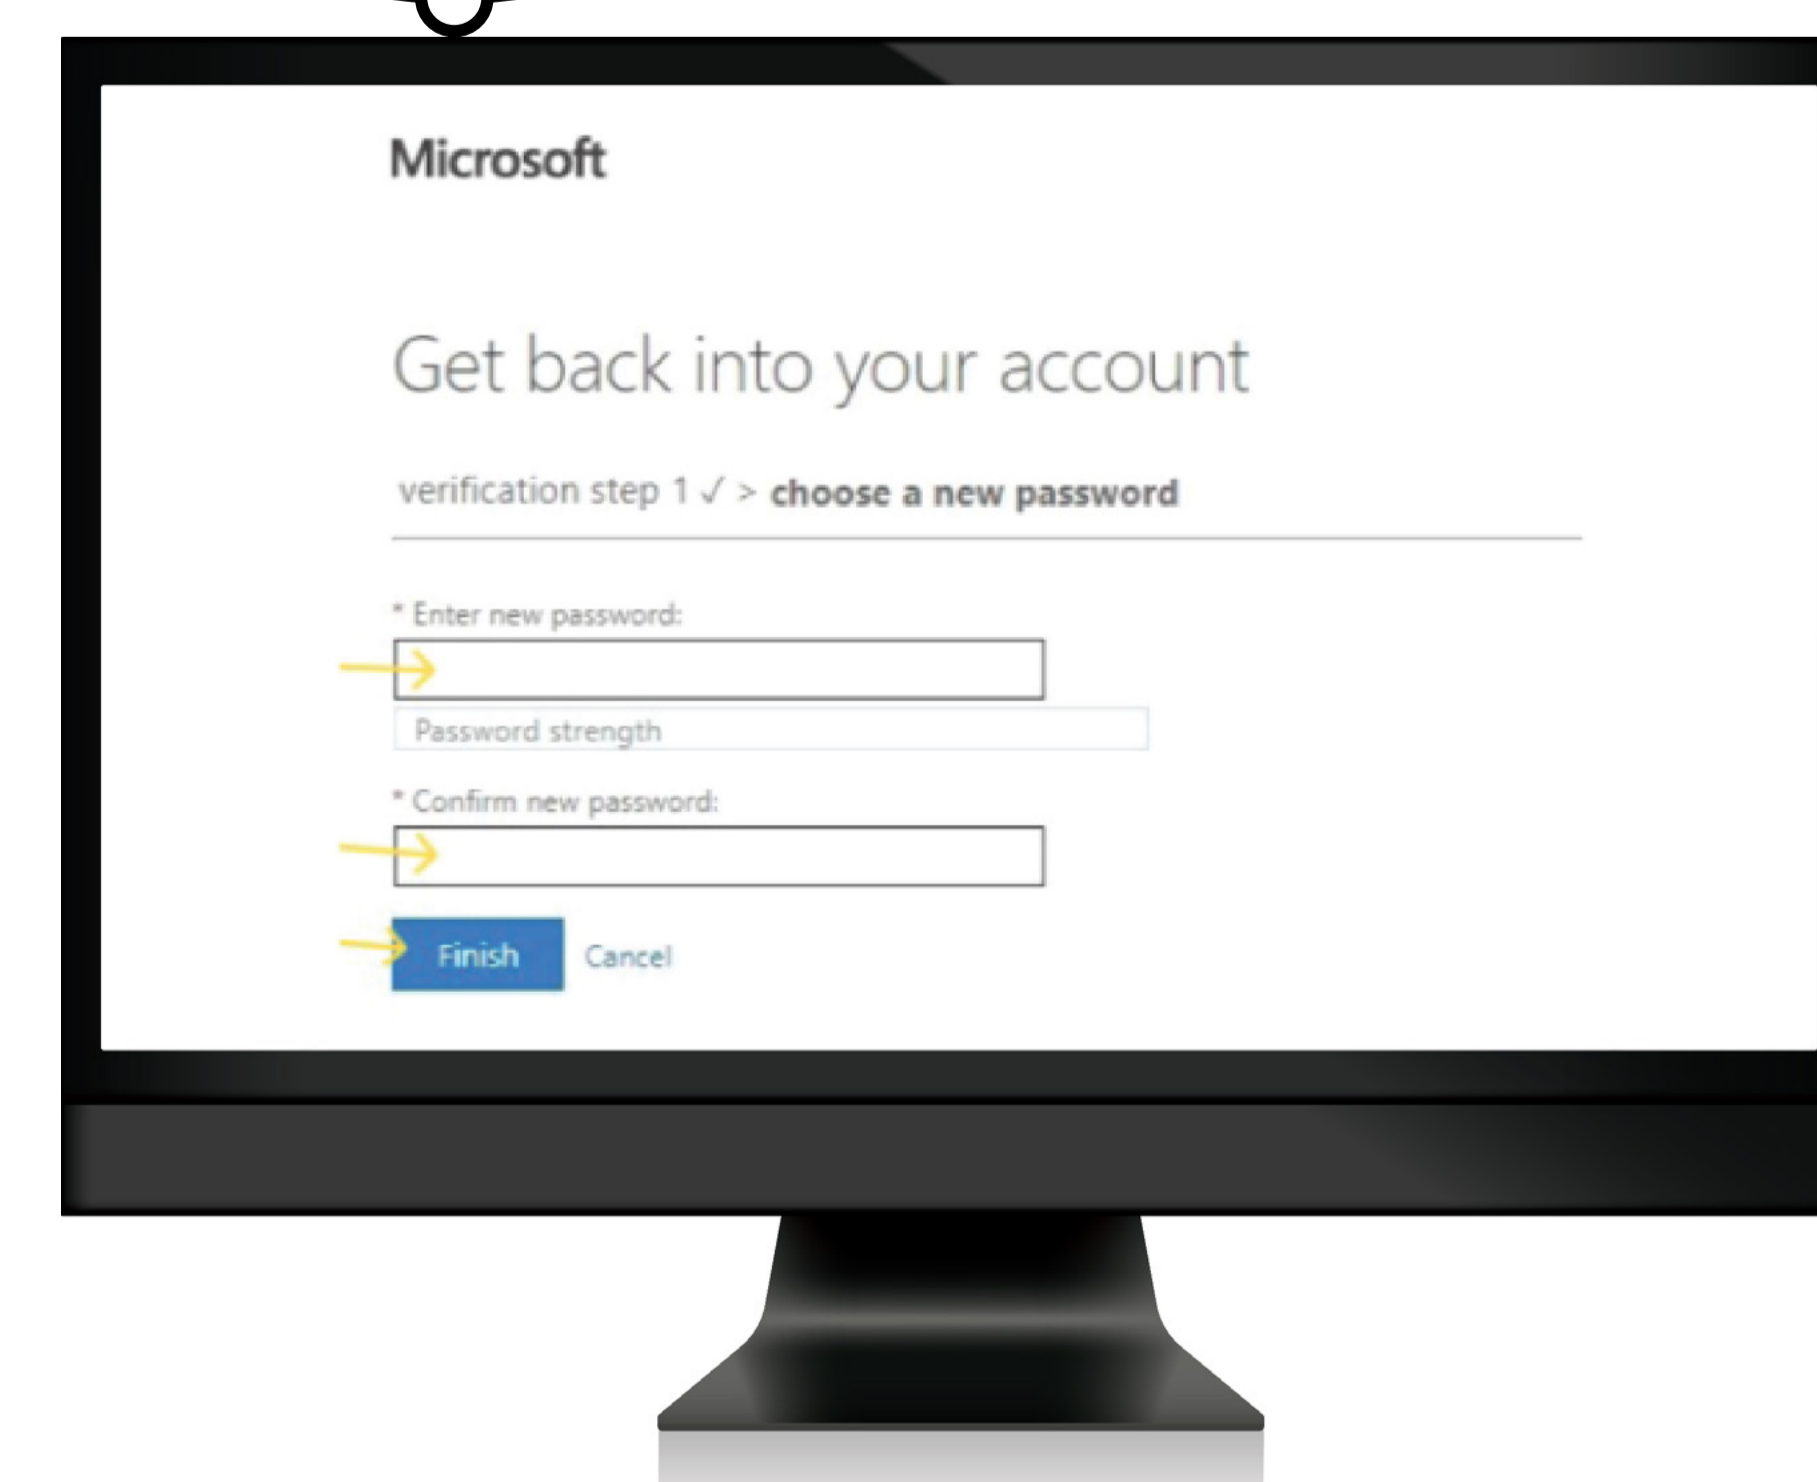 Microsoft
Get back into your account
verification step 1 ✓ > choose a new password
* Enter new password:
Password strength
* Confirm new password:
Finish Cancel